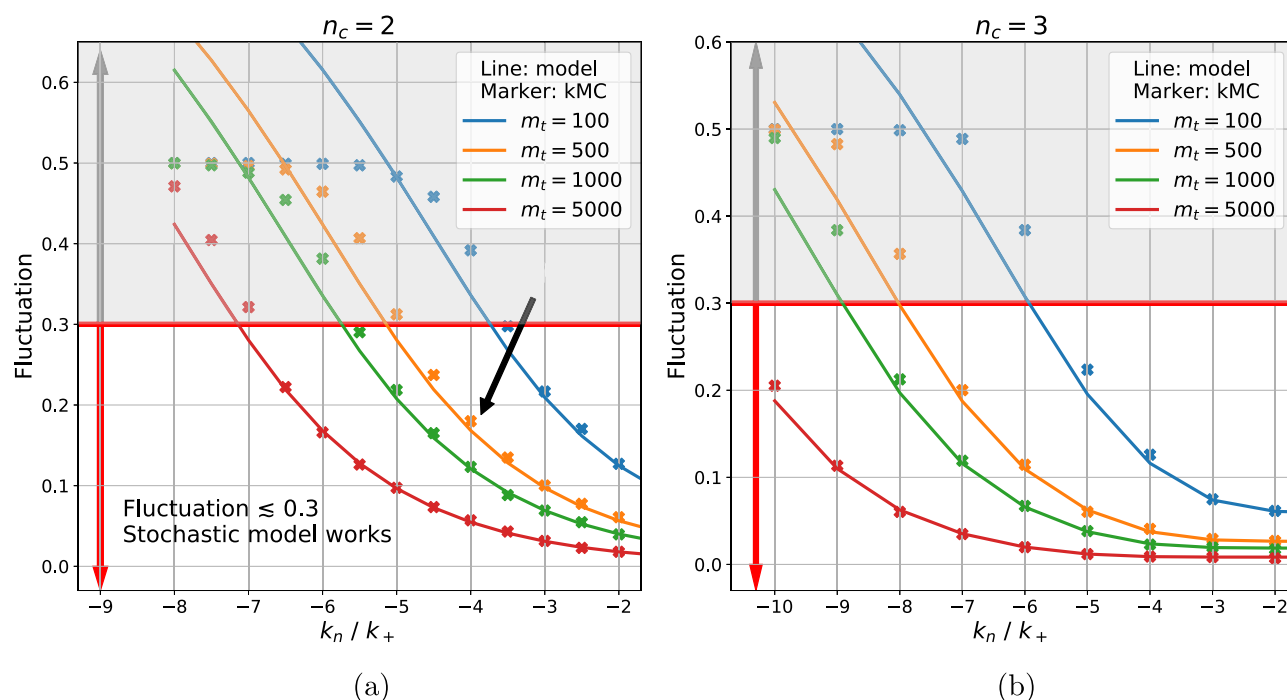 n_c = 2
Line: model
Marker: kMC
m_t = 100
m_t = 500
m_t = 1000
m_t = 5000
0.6
0.5
0.4
0.3
0.2
0.1
0.0
Fluctuation
Fluctuation ≲ 0.3
Stochastic model works
−9 −8 −7 −6 −5 −4 −3 −2
k_n / k_+
(a)
n_c = 3
Line: model
Marker: kMC
m_t = 100
m_t = 500
m_t = 1000
m_t = 5000
0.6
0.5
0.4
0.3
0.2
0.1
0.0
Fluctuation
−10 −9 −8 −7 −6 −5 −4 −3 −2
k_n / k_+
(b)